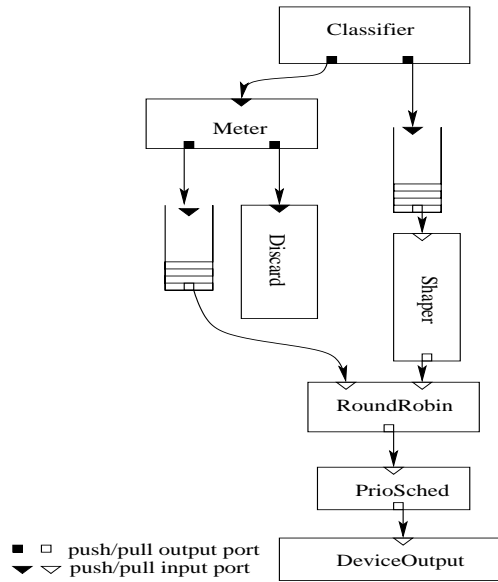 Classifier
Meter
Discard
Shaper
RoundRobin
PrioSched
DeviceOutput
push/pull output port
push/pull input port